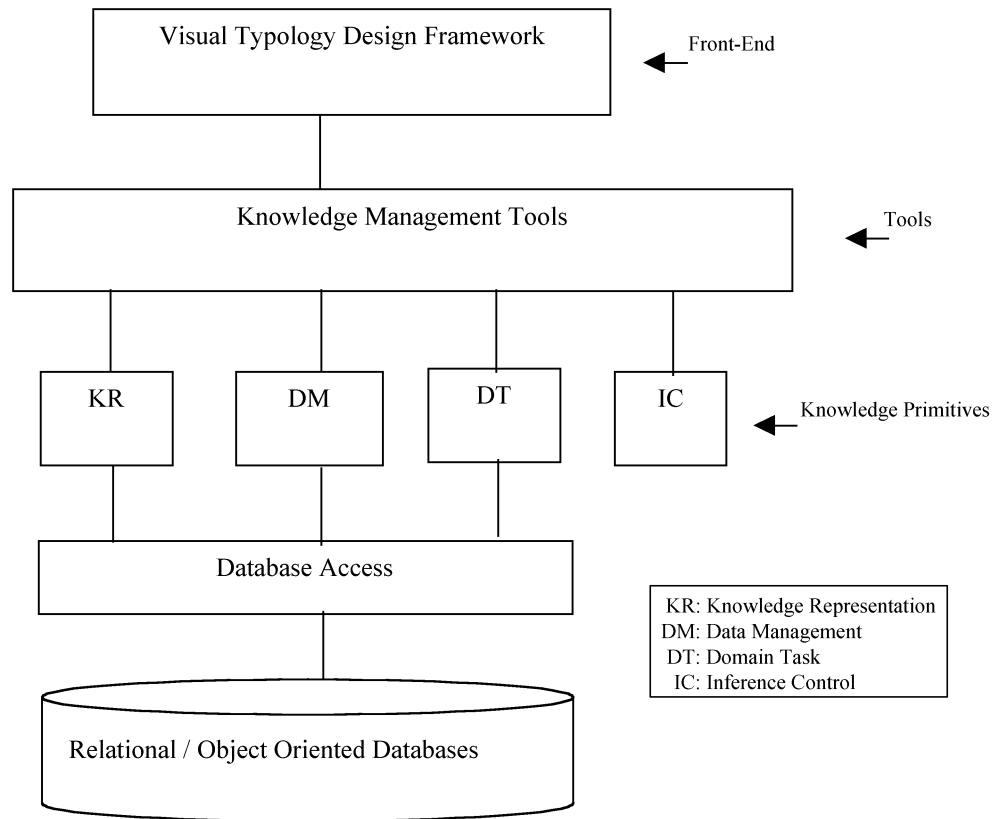 Visual Typology Design Framework
Front-End
Knowledge Management Tools
Tools
KR
DM
DT
IC
Knowledge Primitives
Database Access
KR: Knowledge Representation
DM: Data Management
DT: Domain Task
IC: Inference Control
Relational / Object Oriented Databases